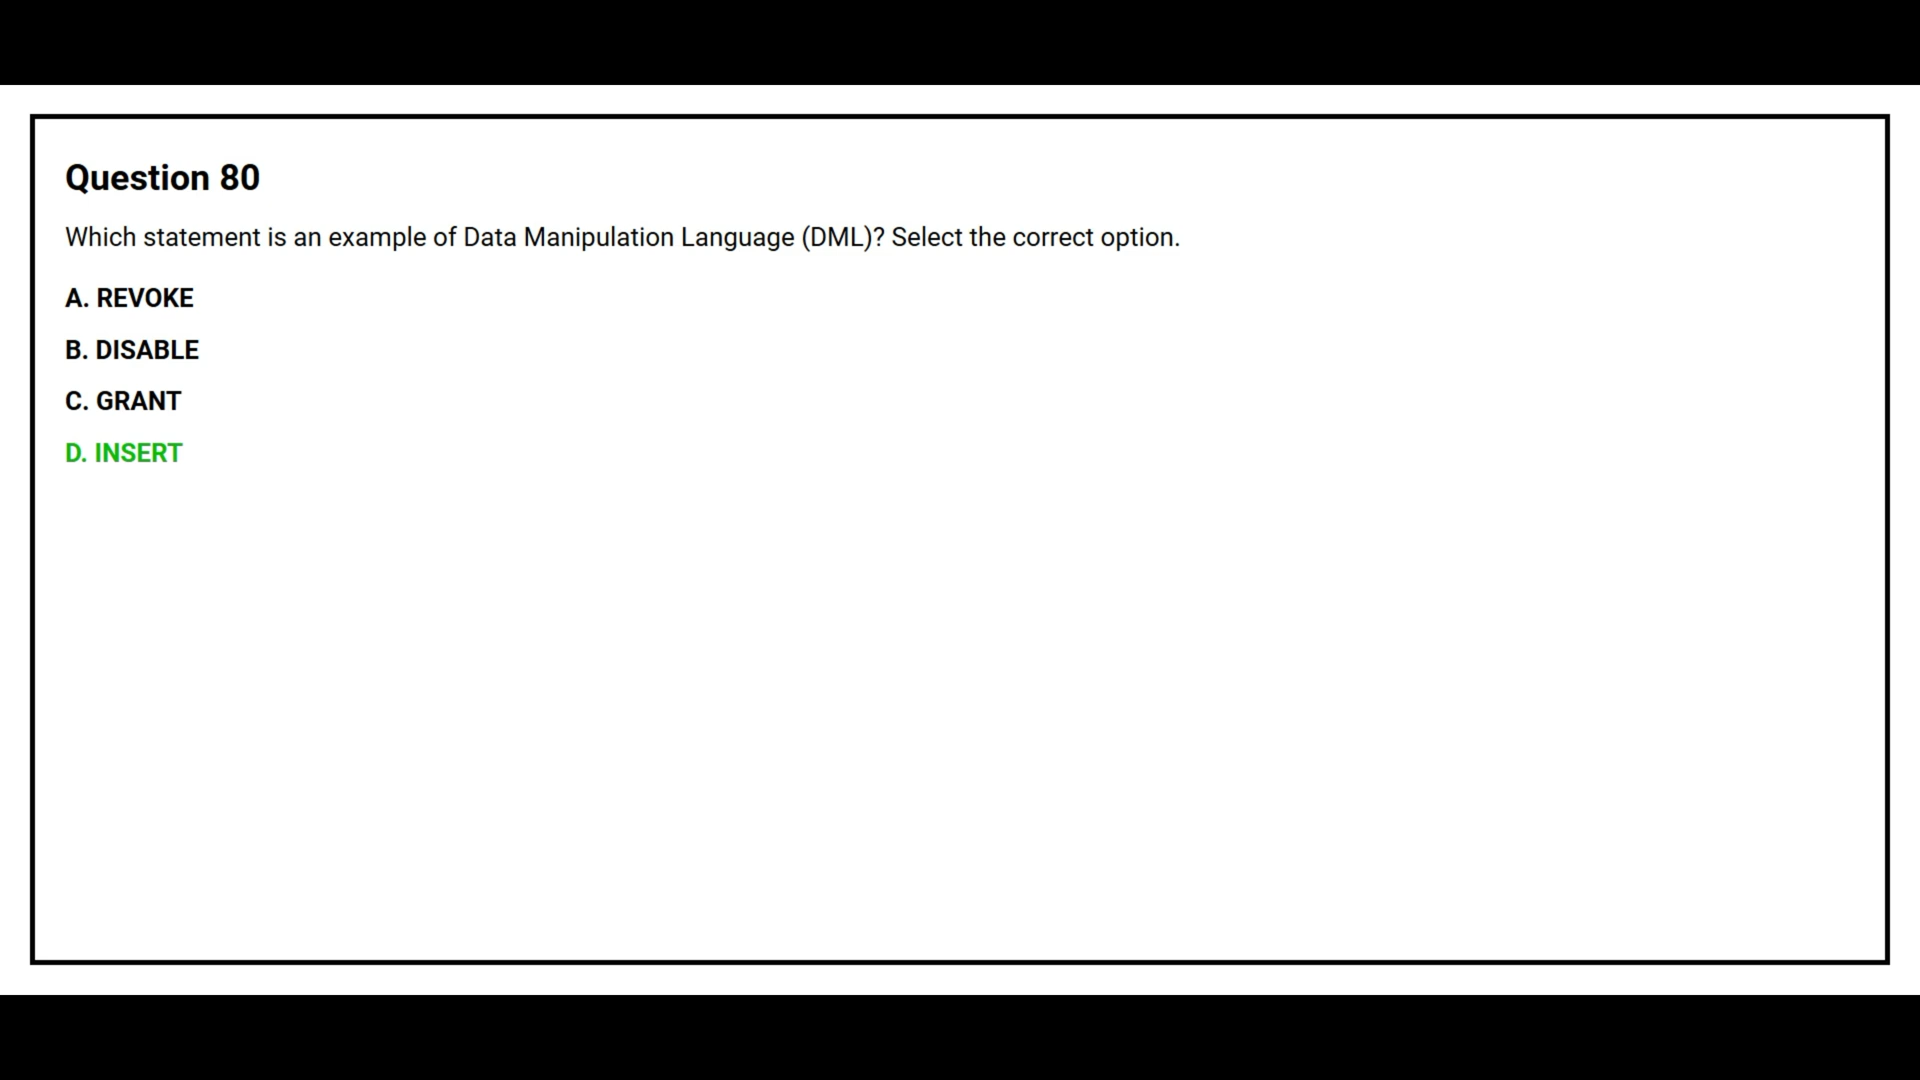 Question 80
Which statement is an example of Data Manipulation Language (DML)? Select the correct option.
A. REVOKE
B. DISABLE
C. GRANT
D. INSERT